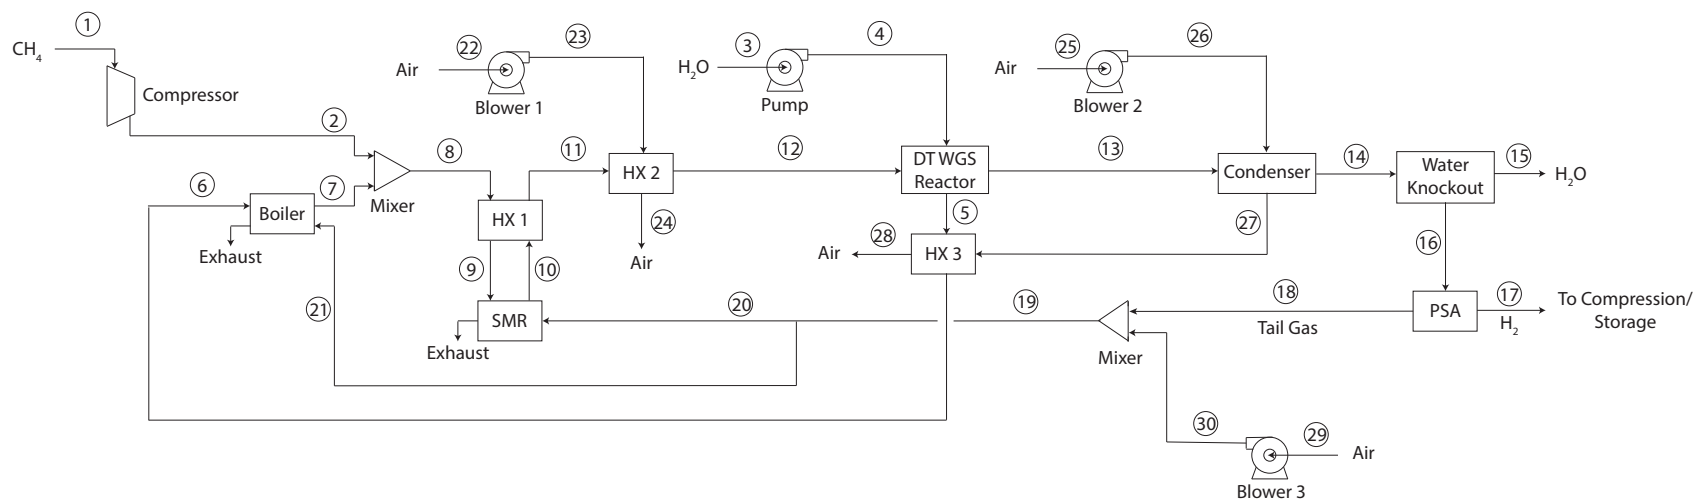 1
CH4
Compressor
2
22
23
Air
Blower 1
3
4
H2O
Pump
25
26
Air
Blower 2
6
7
Boiler
Mixer
Exhaust
8
HX 1
9
10
SMR
Exhaust
11
HX 2
24
Air
12
DT WGS
Reactor
5
HX 3
28
Air
13
Condenser
27
14
Water
Knockout
15
H2O
16
PSA
17
H2
To Compression/
Storage
18
Tail Gas
19
Mixer
20
21
30
29
Air
Blower 3